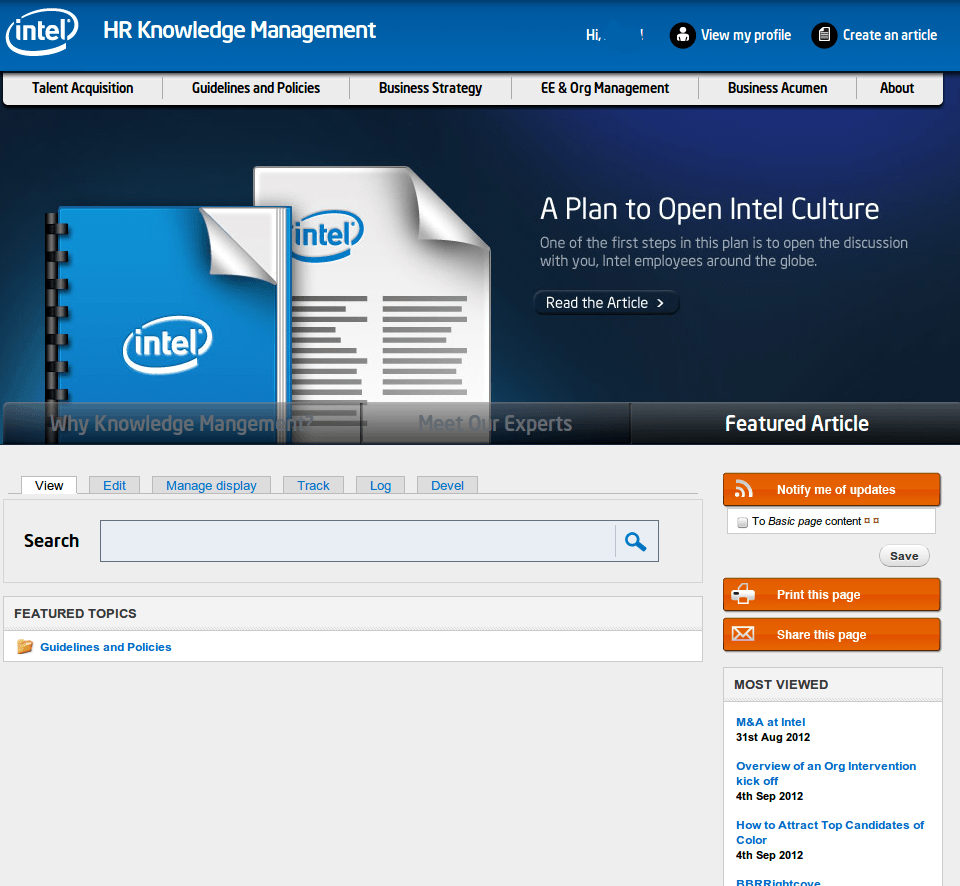 intel
HR Knowledge Management
Hi, !
View my profile
Create an article
Talent Acquisition
Guidelines and Policies
Business Strategy
EE & Org Management
Business Acumen
About
intel
intel
A Plan to Open Intel Culture
One of the first steps in this plan is to open the discussion
with you, Intel employees around the globe.
Read the Article >
Why Knowledge Mangement?
Meet Our Experts
Featured Article
View
Edit
Manage display
Track
Log
Devel
Search
Notify me of updates
To Basic page content ¤ ¤
Save
Print this page
Share this page
FEATURED TOPICS
Guidelines and Policies
MOST VIEWED
M&A at Intel
31st Aug 2012
Overview of an Org Intervention
kick off
4th Sep 2012
How to Attract Top Candidates of
Color
4th Sep 2012
BBRRightcove